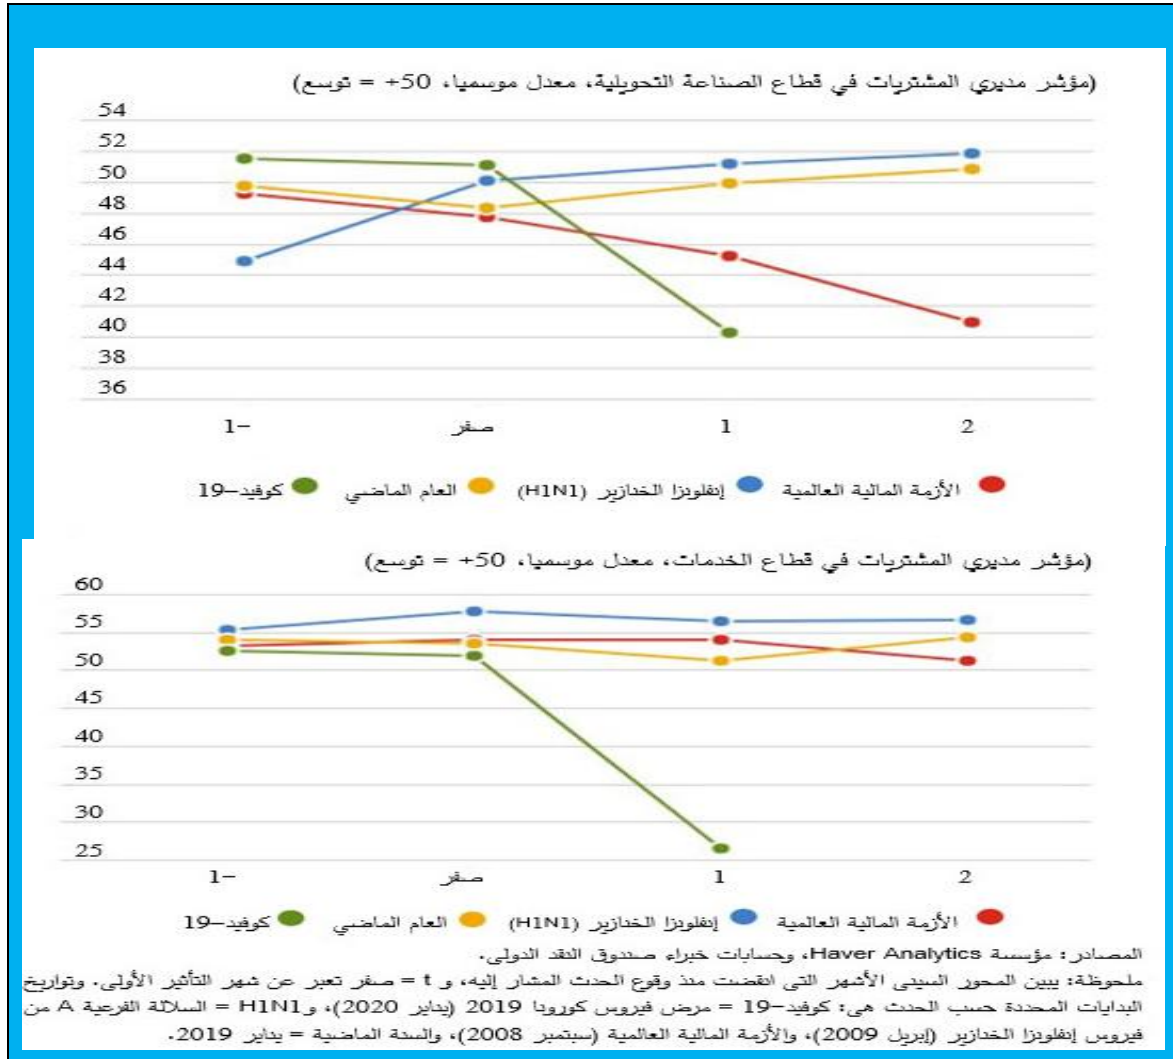 (مؤشر مديري المشتريات في قطاع الصناعة التحويلية، معدل موسميا، 50+ = توسع)
54
52
50
48
46
44
42
40
38
36
1− صفر 1 2
كوفيد−19 العام الماضي إنفلونزا الخنازير (H1N1) الأزمة المالية العالمية
(مؤشر مديري المشتريات في قطاع الخدمات، معدل موسميا، 50+ = توسع)
60
55
50
45
40
35
30
25
1− صفر 1 2
كوفيد−19 العام الماضي إنفلونزا الخنازير (H1N1) الأزمة المالية العالمية
المصادر: مؤسسة Haver Analytics، وحسابات خبراء صندوق النقد الدولى.
ملحوظة: يبين المحور السينى الأشهر التى انقضت منذ وقوع الحدث المشار إليه، و t = صفر تعبر عن شهر التأثير الأولى. وتواريخ
البدايات المحددة حسب الحدث هى: كوفيد−19 = مرض فيروس كورونا 2019 (يناير 2020)، وH1N1 = السلالة الفرعية A من
فيروس إنفلونزا الخنازير (إبريل 2009)، والأزمة المالية العالمية (سبتمبر 2008)، والسنة الماضية = يناير 2019.